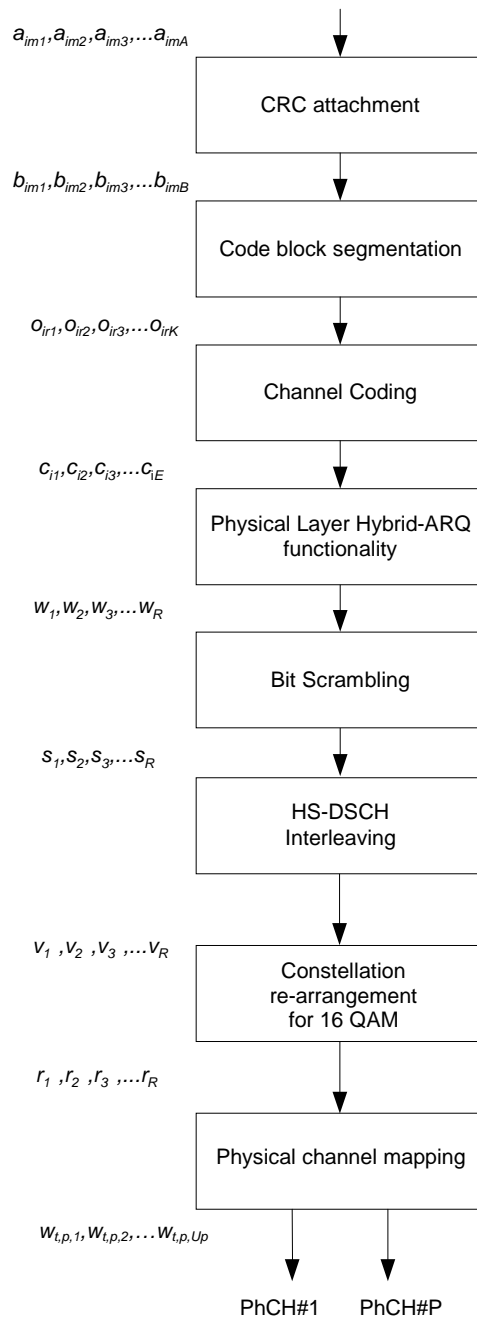 a_im1,a_im2,a_im3,...a_imA
CRC attachment
b_im1,b_im2,b_im3,...b_imB
Code block segmentation
o_ir1,o_ir2,o_ir3,...o_irK
Channel Coding
c_i1,c_i2,c_i3,...c_iE
Physical Layer Hybrid-ARQ
functionality
w_1,w_2,w_3,...w_R
Bit Scrambling
s_1,s_2,s_3,...s_R
HS-DSCH
Interleaving
v_1 ,v_2 ,v_3 ,...v_R
Constellation
re-arrangement
for 16 QAM
r_1 ,r_2 ,r_3 ,...r_R
Physical channel mapping
w_t,p,1,w_t,p,2,...w_t,p,Up
PhCH#1 PhCH#P